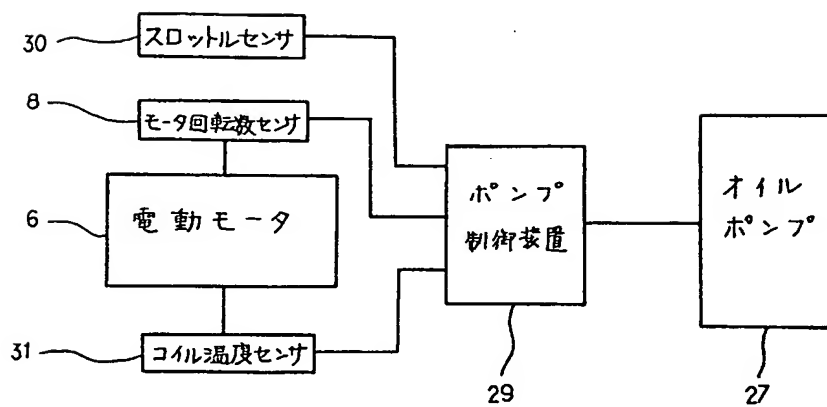 30
スロットルセンサ
8
モータ回転数センサ
6
電動モータ
31
コイル温度センサ
ポンプ
制御装置
29
オイル
ポンプ
27